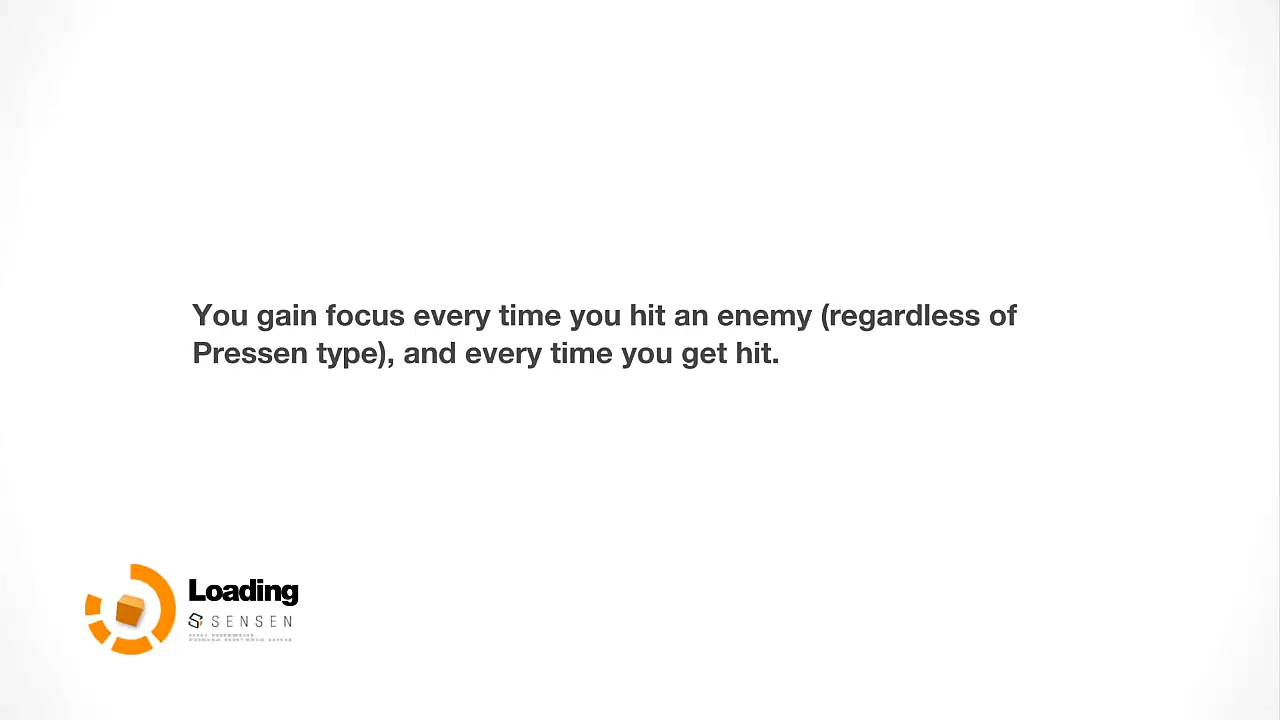 You gain focus every time you hit an enemy (regardless of
Pressen type), and every time you get hit.
Loading
SENSEN